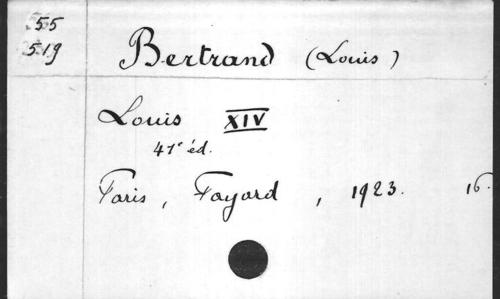 55
519
Bertrand (Louis)
Louis XIV
41e éd.
Paris, Fayard, 1923. 16